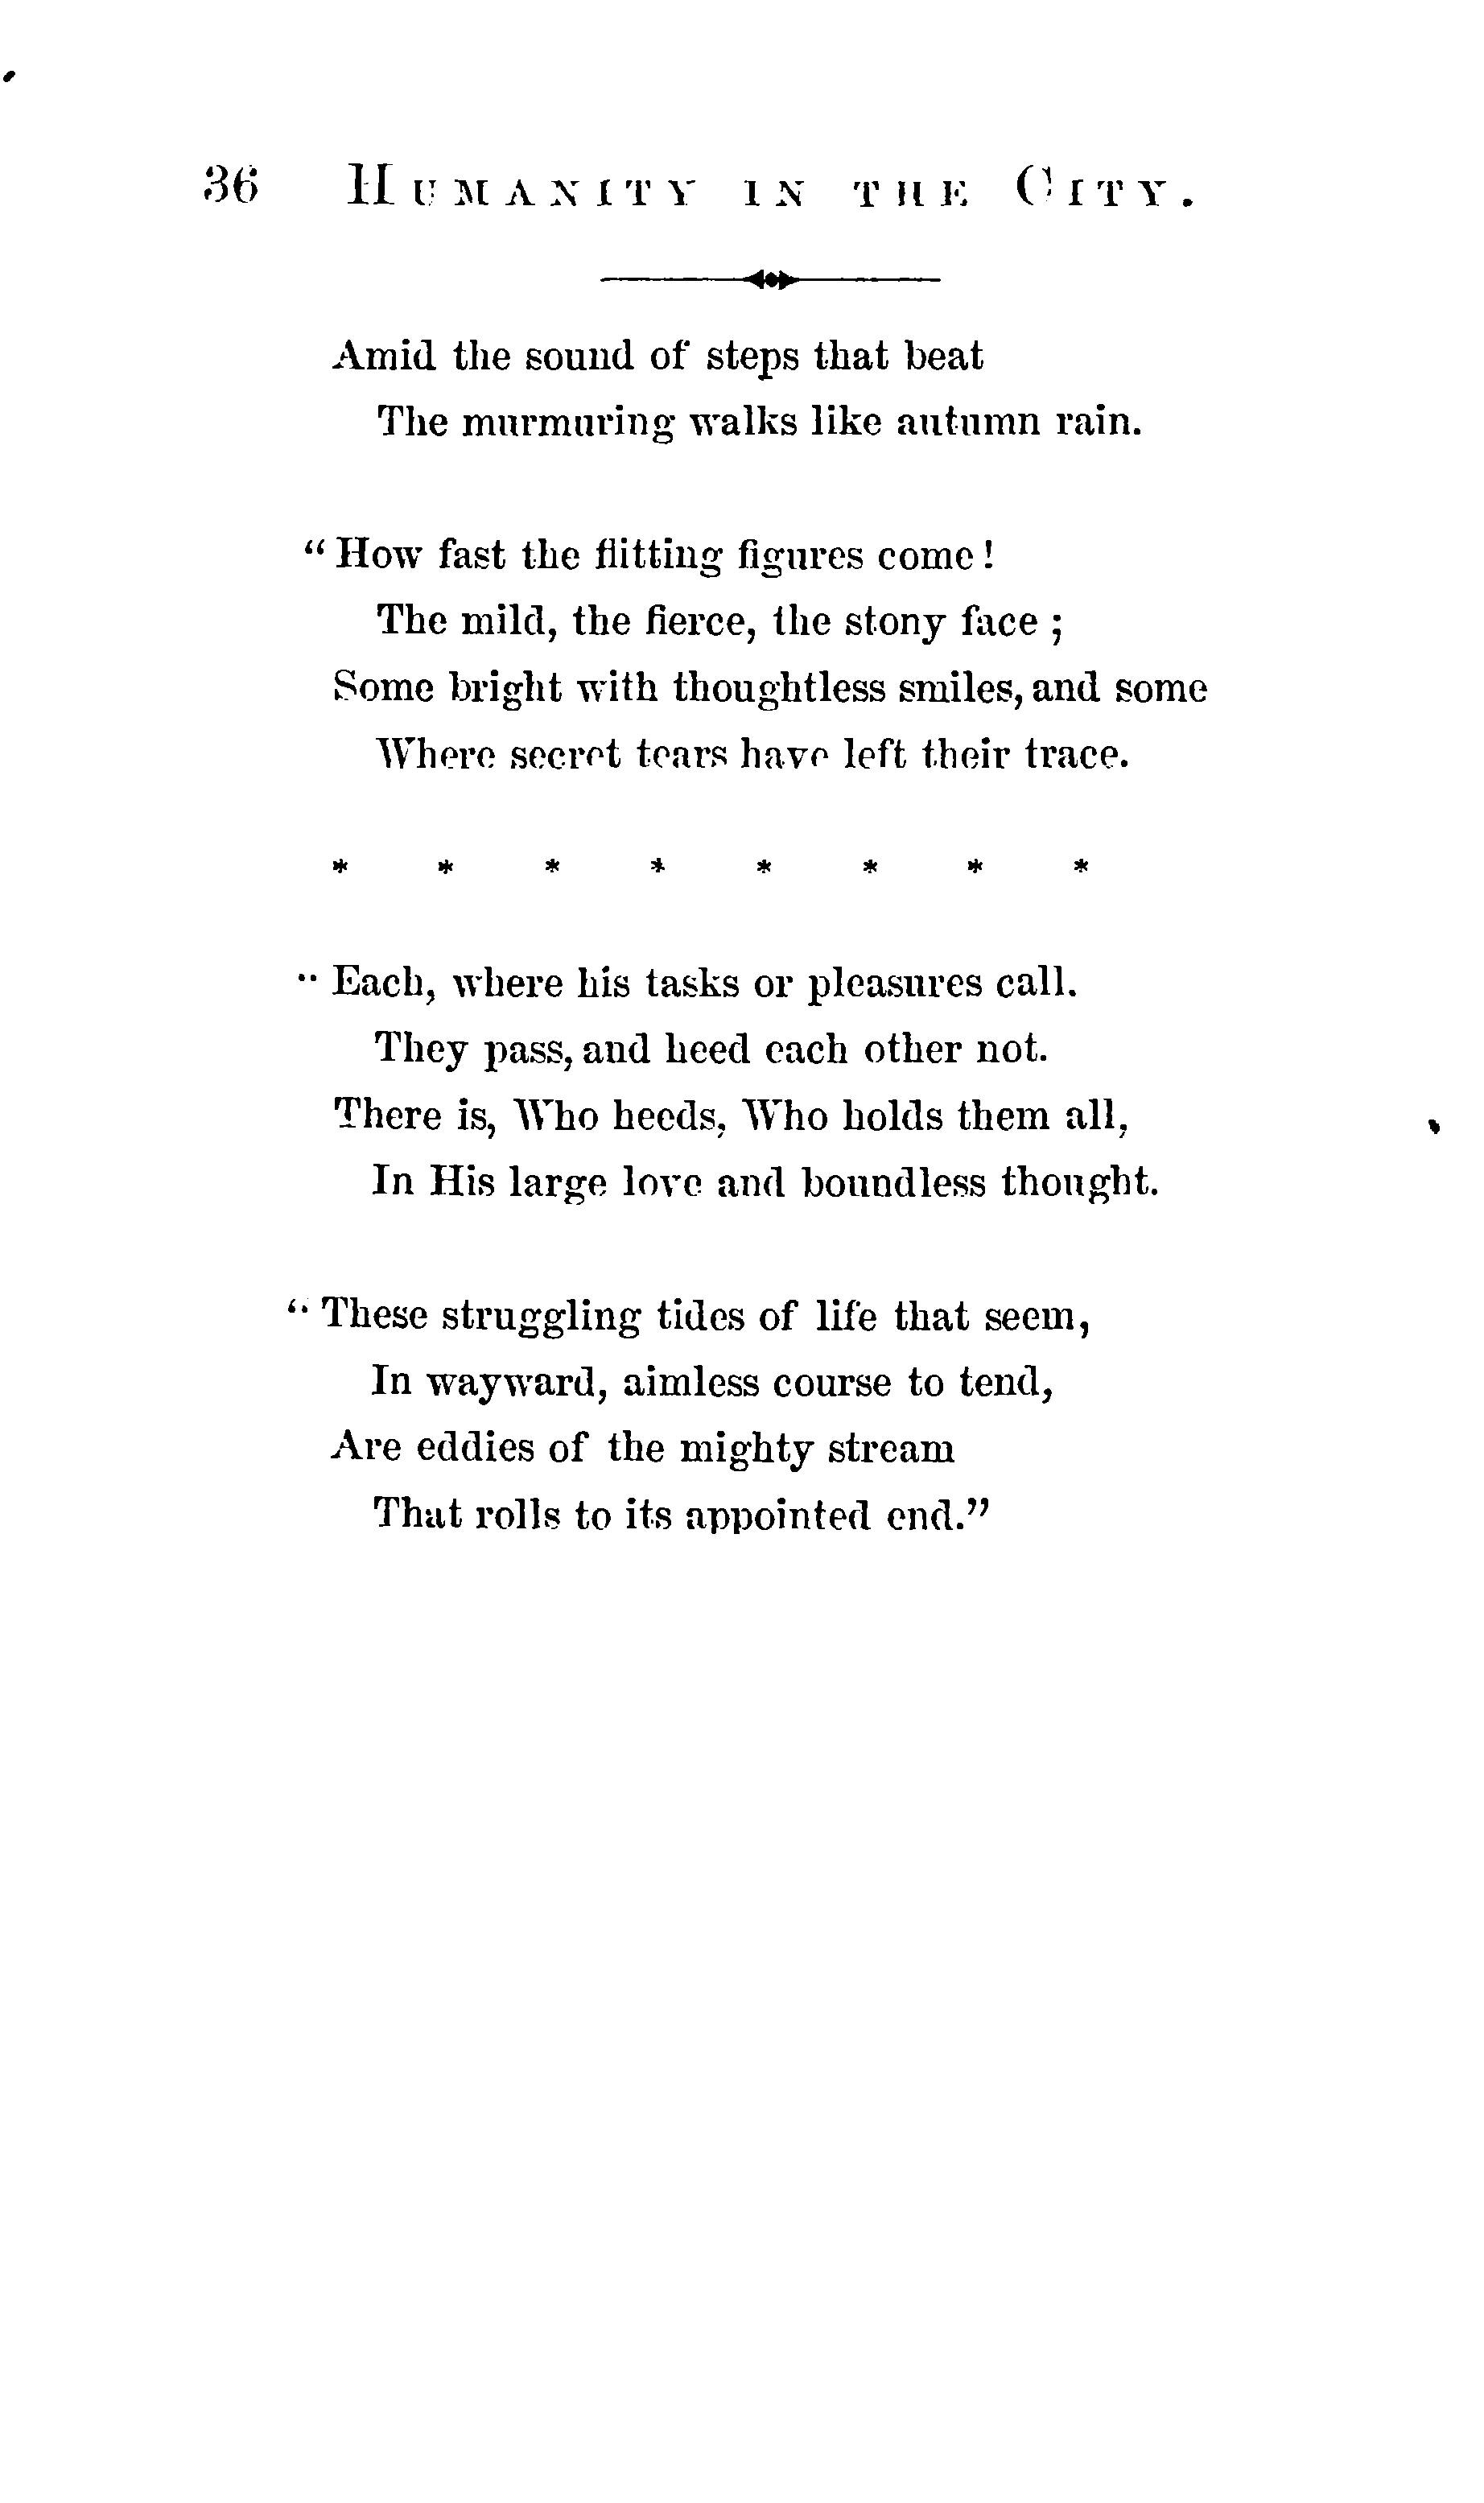 36 HUMANITY IN THE CITY.
Amid the sound of steps that beat
The murmuring walks like autumn rain.
“ How fast the flitting figures come !
The mild, the fierce, the stony face ;
Some bright with thoughtless smiles, and some
Where secret tears have left their trace.
* * * * * * * *
“ Each, where his tasks or pleasures call.
They pass, and heed each other not.
There is, Who heeds, Who holds them all,
In His large love and boundless thought.
“ These struggling tides of life that seem,
In wayward, aimless course to tend,
Are eddies of the mighty stream
That rolls to its appointed end.”